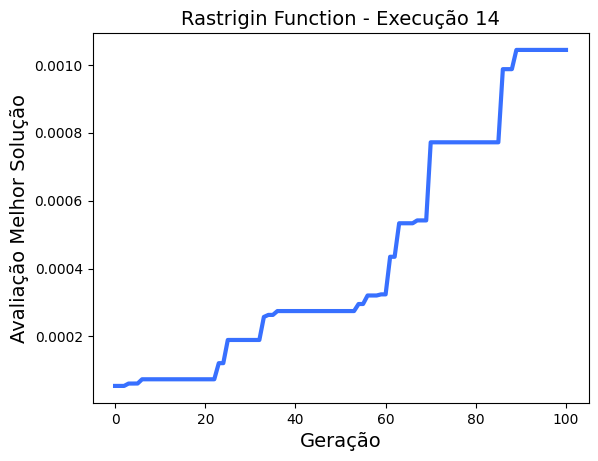 Rastrigin Function - Execução 14
Avaliação Melhor Solução
0.0010
0.0008
0.0006
0.0004
0.0002
0 20 40 60 80 100
Geração